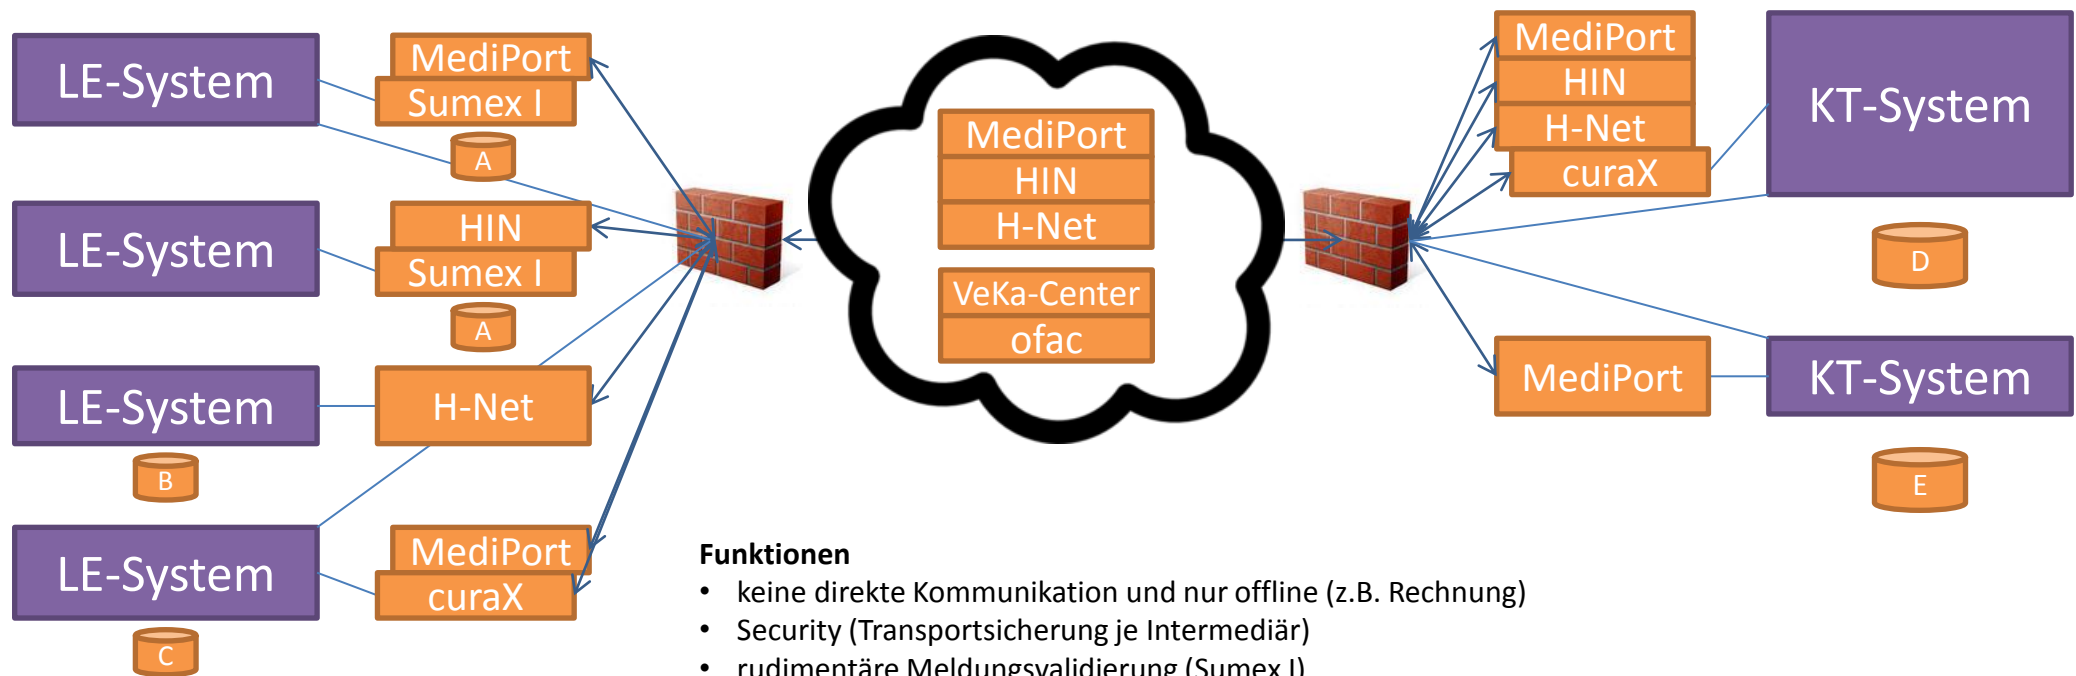 LE-System
MediPort
Sumex I
A
LE-System
HIN
Sumex I
A
LE-System
H-Net
B
LE-System
MediPort
curaX
C
MediPort
HIN
H-Net
VeKa-Center
ofac
MediPort
HIN
H-Net
curaX
KT-System
D
MediPort
KT-System
E
Funktionen
• keine direkte Kommunikation und nur offline (z.B. Rechnung)
• Security (Transportsicherung je Intermediär)
• rudimentäre Meldungsvalidierung (Sumex I)